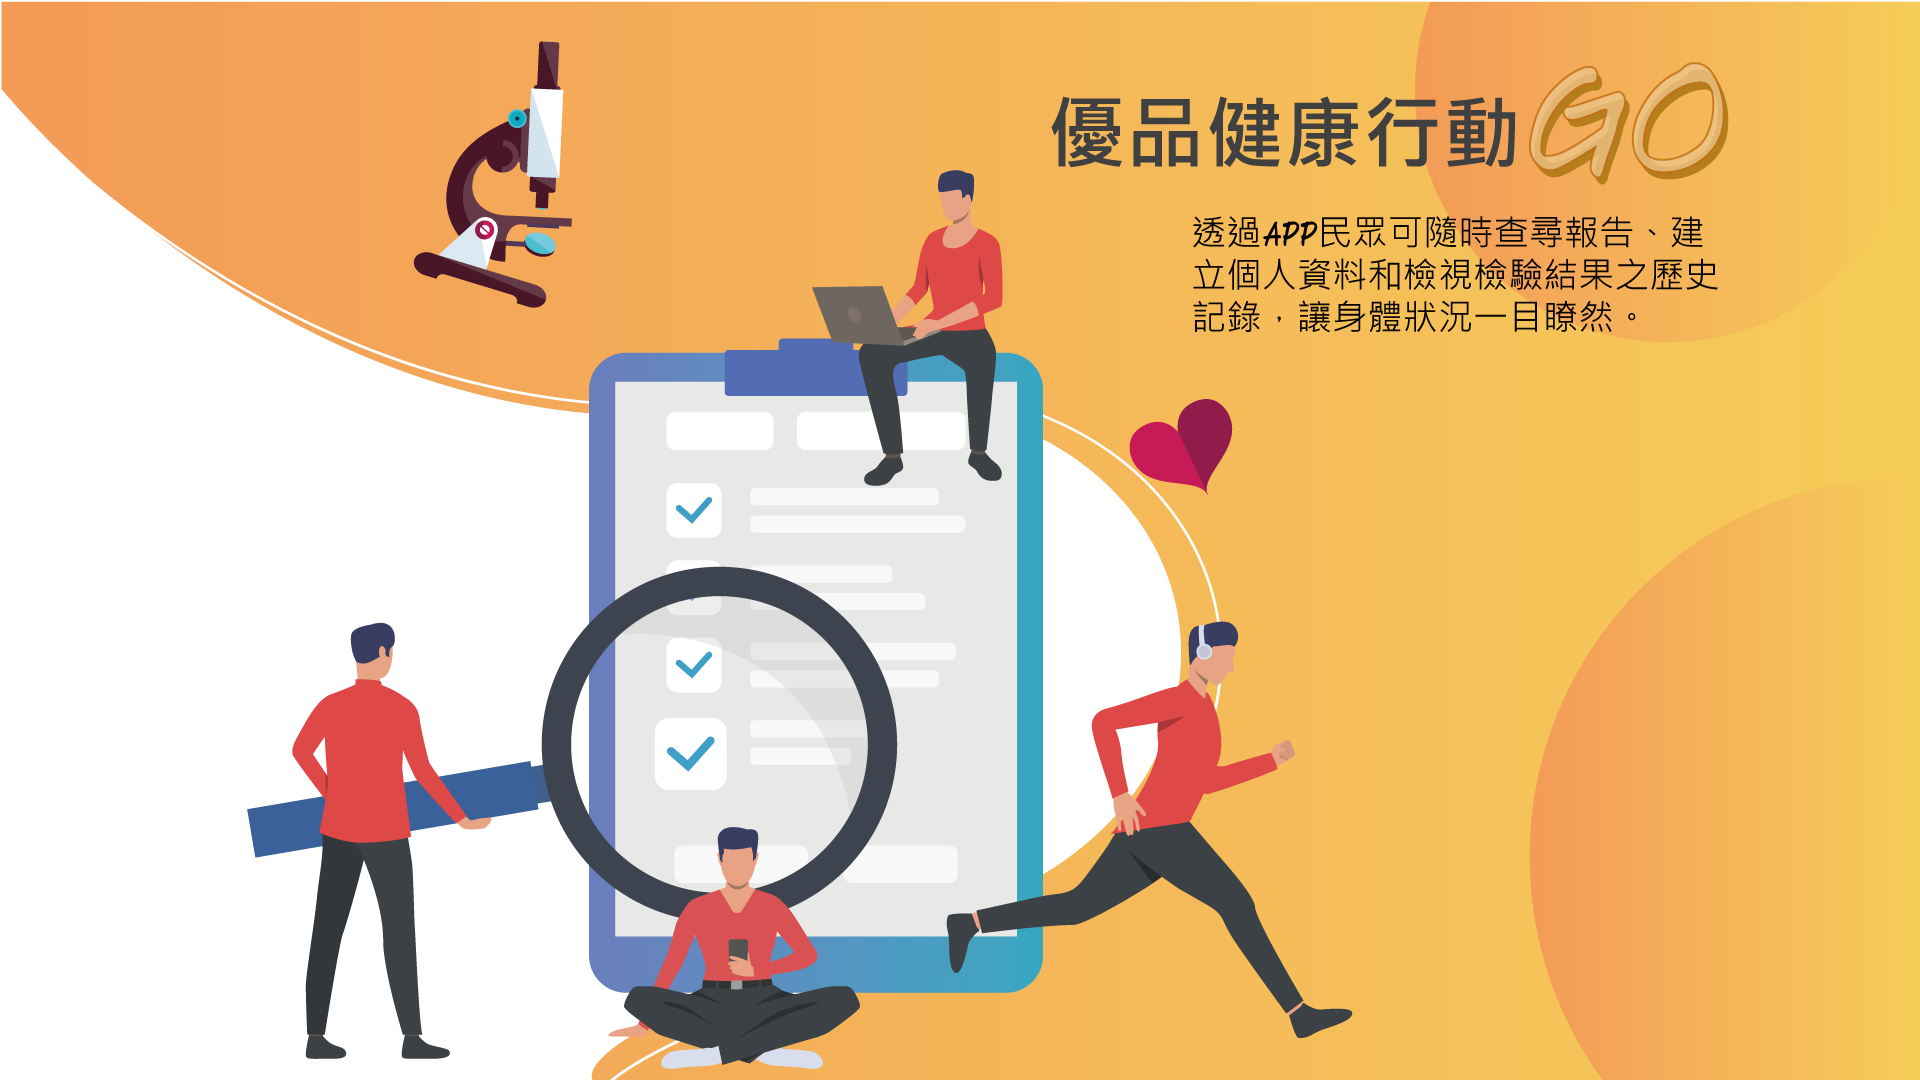 優品健康行動GO
透過APP民眾可隨時查尋報告、建
立個人資料和檢視檢驗結果之歷史
記錄，讓身體狀況一目瞭然。